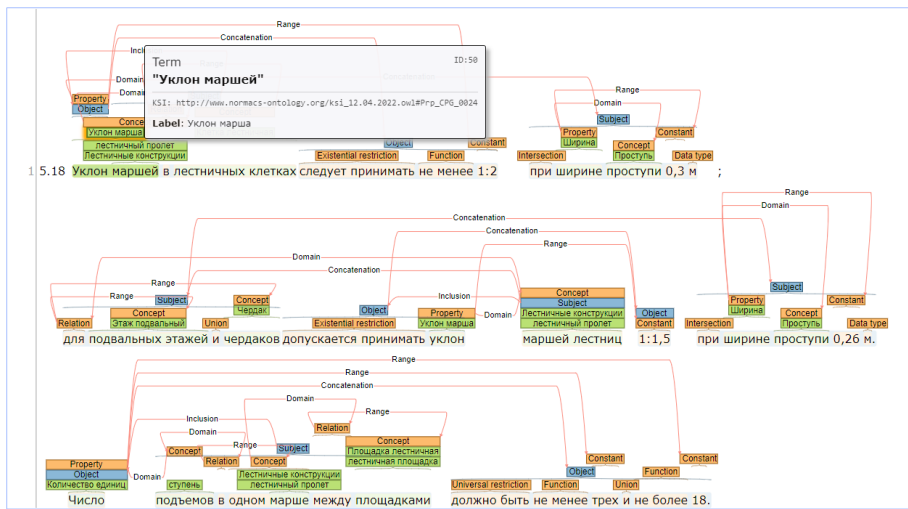 Range
Concatenation
Incl
Term ID:50
"Уклон маршей"
KSI: http://www.normacs-ontology.org/ksi_12.04.2022.owl#Prp_CPG_0024
Label: Уклон марша
Domain
Domai
Range
Domain
Property
Object
Subject
Conce
Уклон марша
Object
Constant
Property
Constant
Ширина
лестничный пролет
Concept
Лестничные конструкции
Existential restriction
Function
Intersection
Проступь
Data type
1 5.18 Уклон маршей в лестничных клетках следует принимать не менее 1:2 при ширине проступи 0,3 м ;
Range
Domain
Concatenation
Concatenation
Range
Domain
Concatenation
Range
Range
Subject
Concept
Inclusion
Concept
Subject
Subject
Property
Constant
Concept
Чердак
Object
Property
Domain
Лестничные конструкции
Object
Ширина
Concept
Relation
Этаж подвальный
Union
Existential restriction
Уклон марша
лестничный пролет
Constant
Intersection
Проступь
Data type
для подвальных этажей и чердаков допускается принимать уклон маршей лестниц 1:1,5 при ширине проступи 0,26 м.
Range
Range
Concatenation
Domain
Range
Inclusion
Domain
Relation
Range
Concept
Subject
Concept
Площадка лестничная
Property
Relation
Concept
лестничная площадка
Constant
Constant
Object
Domain
Лестничные конструкции
Object
Function
Количество единиц
ступень
лестничный пролет
Universal restriction
Function
Union
Число подъемов в одном марше между площадками должно быть не менее трех и не более 18.